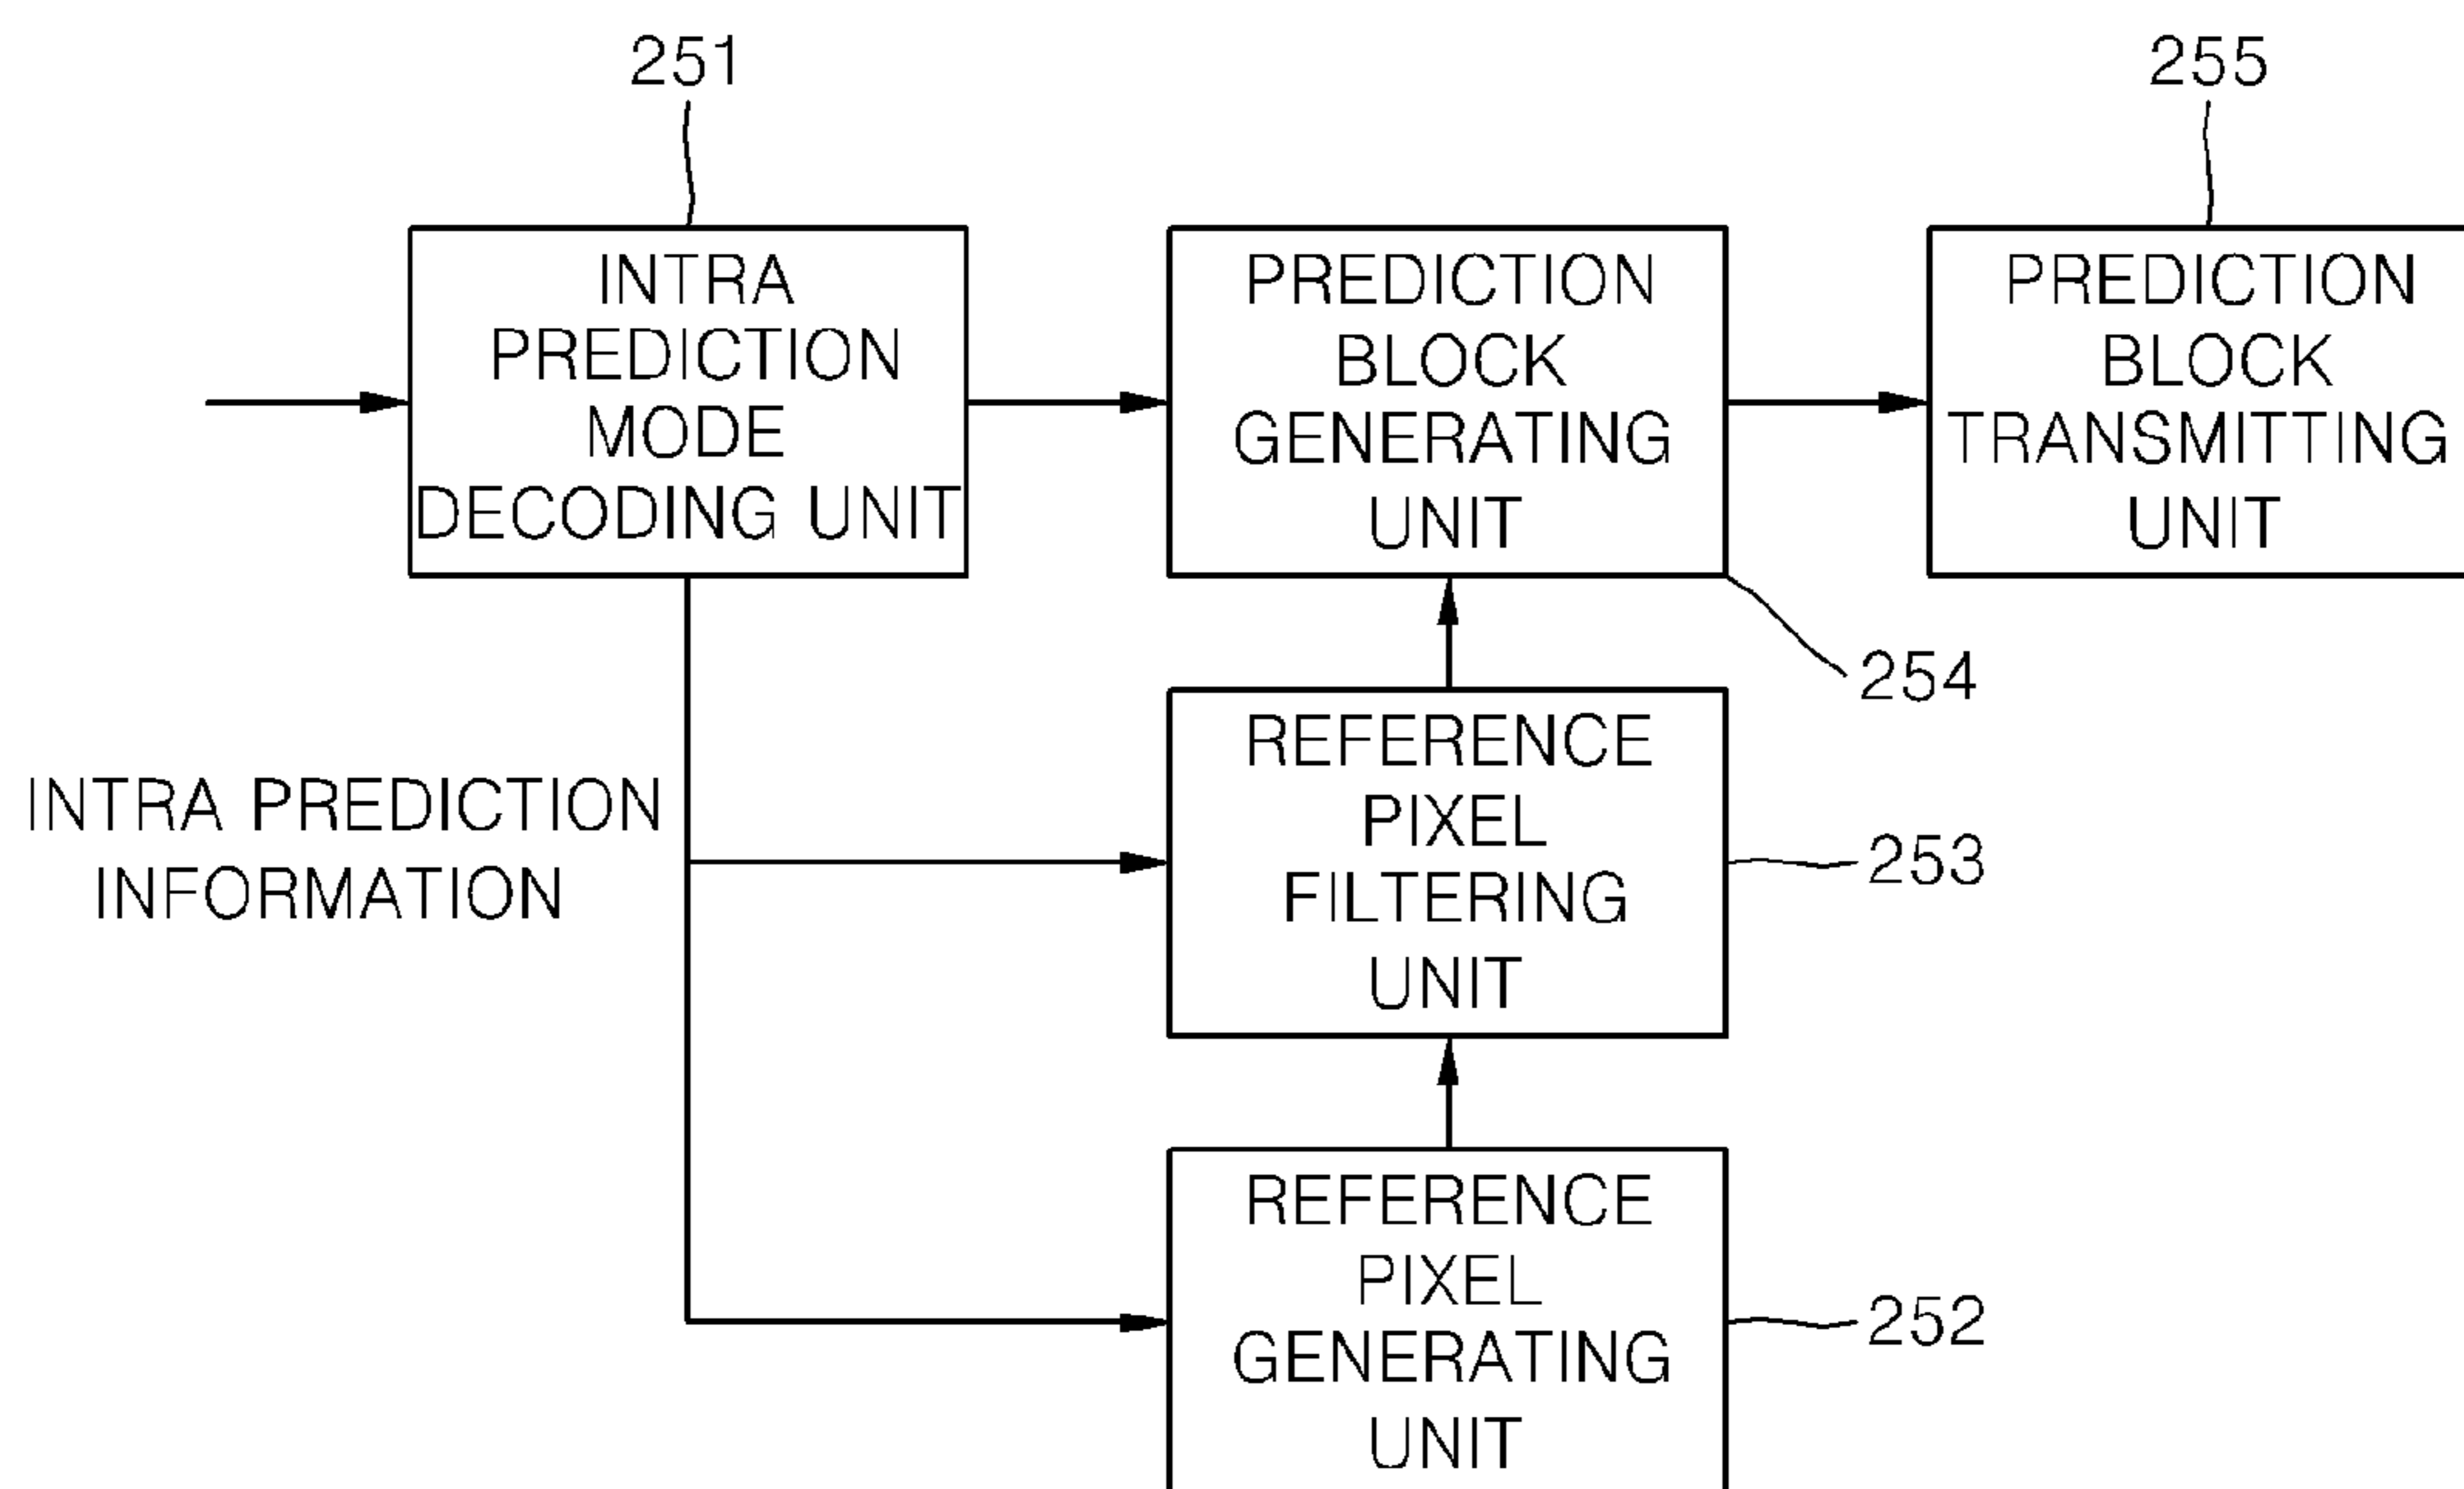 251
255
INTRA
PREDICTION
MODE
DECODING UNIT
PREDICTION
BLOCK
GENERATING
UNIT
PREDICTION
BLOCK
TRANSMITTING
UNIT
254
INTRA PREDICTION
INFORMATION
REFERENCE
PIXEL
FILTERING
UNIT
253
REFERENCE
PIXEL
GENERATING
UNIT
252